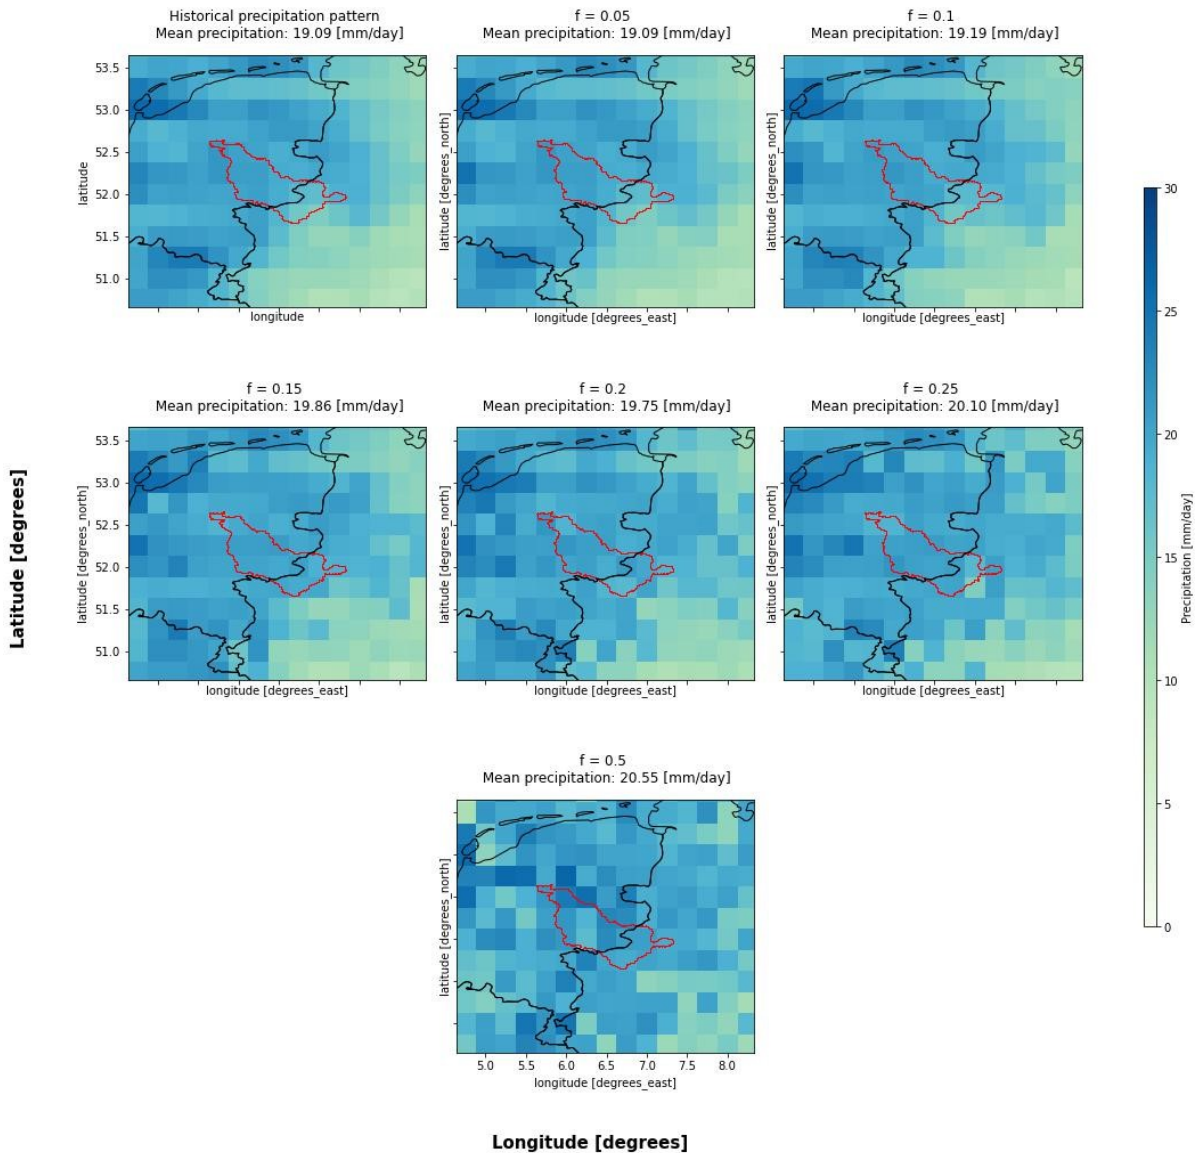 Historical precipitation pattern
Mean precipitation: 19.09 [mm/day]
f = 0.05
Mean precipitation: 19.09 [mm/day]
f = 0.1
Mean precipitation: 19.19 [mm/day]
53.5
53.0
52.5
52.0
51.5
51.0
latitude
longitude
latitude [degrees_north]
longitude [degrees_east]
latitude [degrees_north]
longitude [degrees_east]
f = 0.15
Mean precipitation: 19.86 [mm/day]
f = 0.2
Mean precipitation: 19.75 [mm/day]
f = 0.25
Mean precipitation: 20.10 [mm/day]
53.5
53.0
52.5
52.0
51.5
51.0
latitude [degrees_north]
longitude [degrees_east]
latitude [degrees_north]
longitude [degrees_east]
latitude [degrees_north]
longitude [degrees_east]
f = 0.5
Mean precipitation: 20.55 [mm/day]
latitude [degrees_north]
5.0 5.5 6.0 6.5 7.0 7.5 8.0
longitude [degrees_east]
30
25
20
15
10
5
0
Precipitation [mm/day]
Latitude [degrees]
Longitude [degrees]